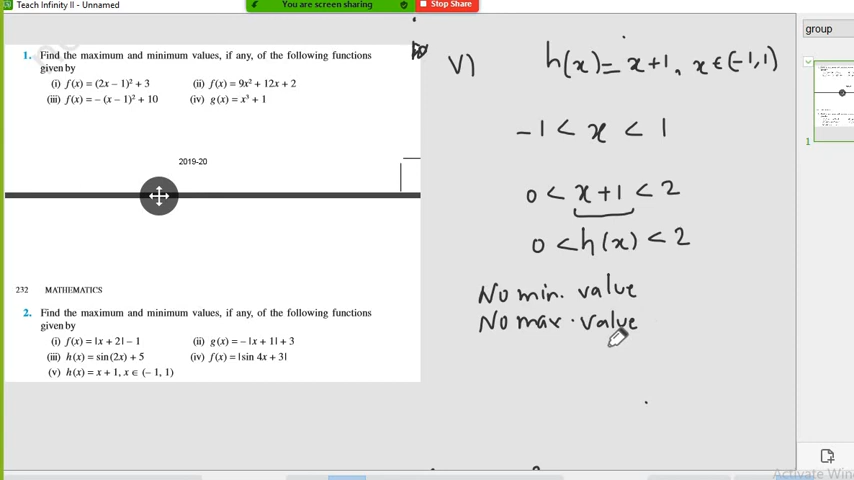 Teach Infinity II - Unnamed
You are screen sharing
Stop Share
group
1. Find the maximum and minimum values, if any, of the following functions
given by
(i) f(x) = (2x – 1)² + 3 (ii) f(x) = 9x² + 12x + 2
(iii) f(x) = – (x – 1)² + 10 (iv) g(x) = x³ + 1
2019-20
232 MATHEMATICS
2. Find the maximum and minimum values, if any, of the following functions
given by
(i) f(x) = |x + 2| – 1 (ii) g(x) = – |x + 1| + 3
(iii) h(x) = sin(2x) + 5 (iv) f(x) = |sin 4x + 3|
(v) h(x) = x + 1, x ∈ (– 1, 1)
V) h(x) = x+1, x ∈ (-1,1)
-1 < x < 1
0 < x+1 < 2
0 < h(x) < 2
No min. value
No max. value
1
Activate Win